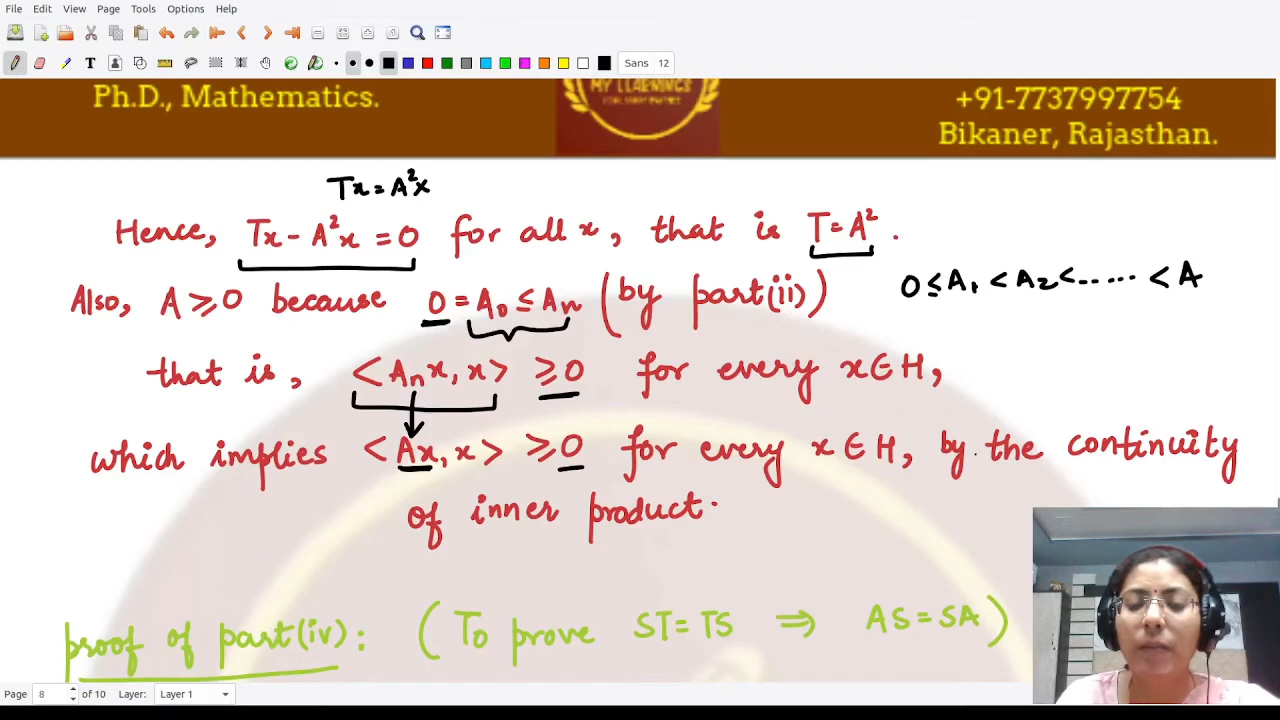 File Edit View Page Tools Options Help
Sans 12
Ph.D., Mathematics.
MY LEARNINGS
+91-7737997754
Bikaner, Rajasthan.
Tx = A²x
Hence, Tx - A²x = 0 for all x, that is T = A².
Also, A ≥ 0 because 0 = A₀ ≤ Aₙ (by part(ii))
0 ≤ A₁ < A₂ < ...... < A
that is, <Aₙx, x> ≥ 0 for every x ∈ H,
which implies <Ax, x> ≥ 0 for every x ∈ H, by the continuity
of inner product.
proof of part(iv): (To prove ST = TS ⇒ AS = SA)
Page 8 of 10 Layer: Layer 1